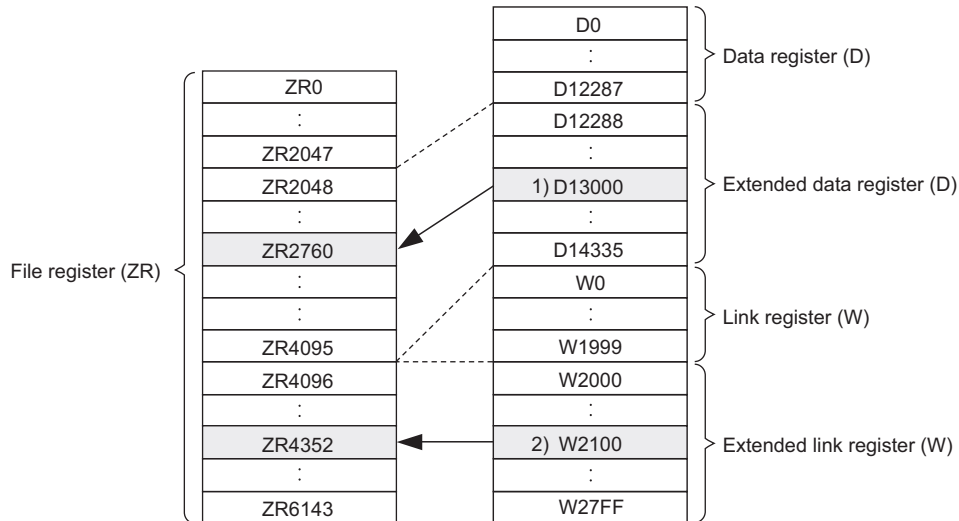 File register (ZR)
ZR0
:
ZR2047
ZR2048
:
ZR2760
:
:
ZR4095
ZR4096
:
ZR4352
:
ZR6143
D0
:
D12287
D12288
:
1) D13000
:
D14335
W0
:
W1999
W2000
:
2) W2100
:
W27FF
Data register (D)
Extended data register (D)
Link register (W)
Extended link register (W)